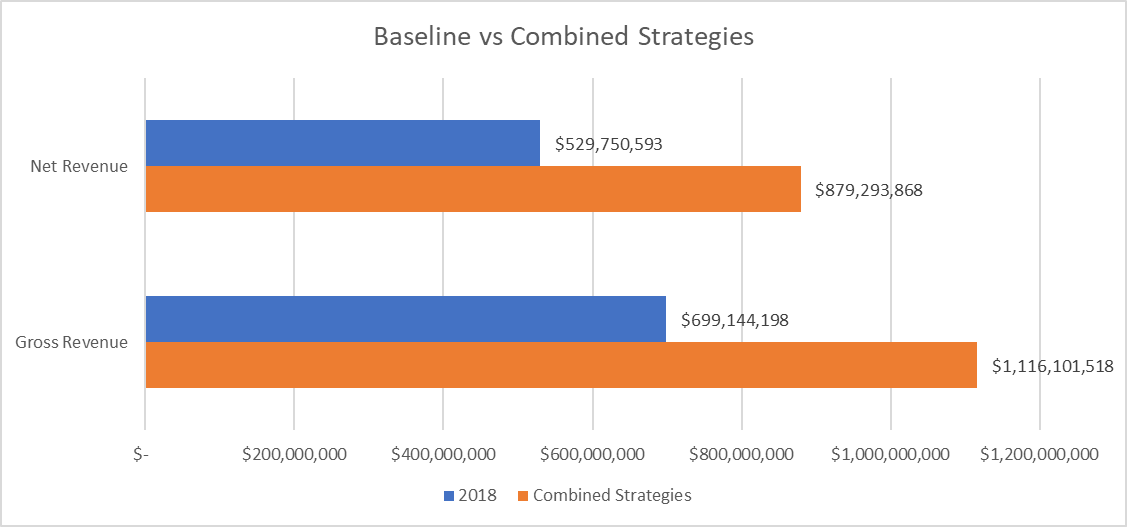 Baseline vs Combined Strategies
Net Revenue
$529,750,593
$879,293,868
Gross Revenue
$699,144,198
$1,116,101,518
$- $200,000,000 $400,000,000 $600,000,000 $800,000,000 $1,000,000,000 $1,200,000,000
2018 Combined Strategies